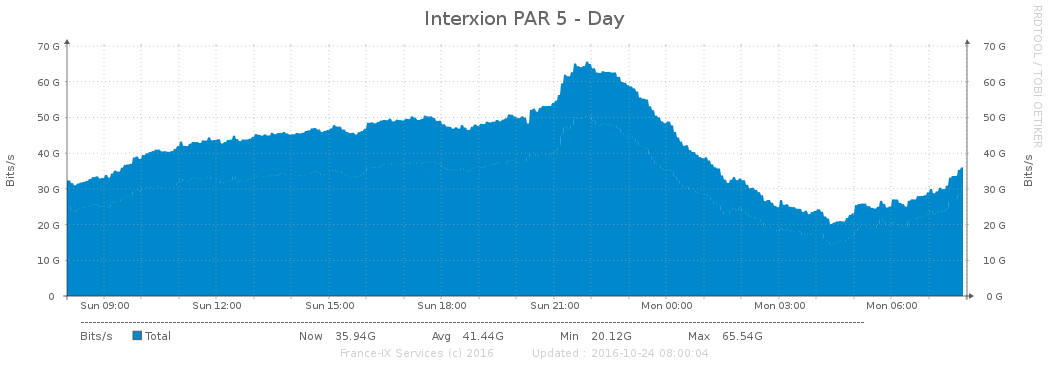 Interxion PAR 5 - Day
RRDTOOL / TOBI OETIKER
Bits/s
70 G 70 G
60 G 60 G
50 G 50 G
40 G 40 G
30 G 30 G
20 G 20 G
10 G 10 G
0 0 G
Bits/s
Sun 09:00 Sun 12:00 Sun 15:00 Sun 18:00 Sun 21:00 Mon 00:00 Mon 03:00 Mon 06:00
Bits/s Total Now 35.94G Avg 41.44G Min 20.12G Max 65.54G
France-IX Services (c) 2016 Updated : 2016-10-24 08:00:04